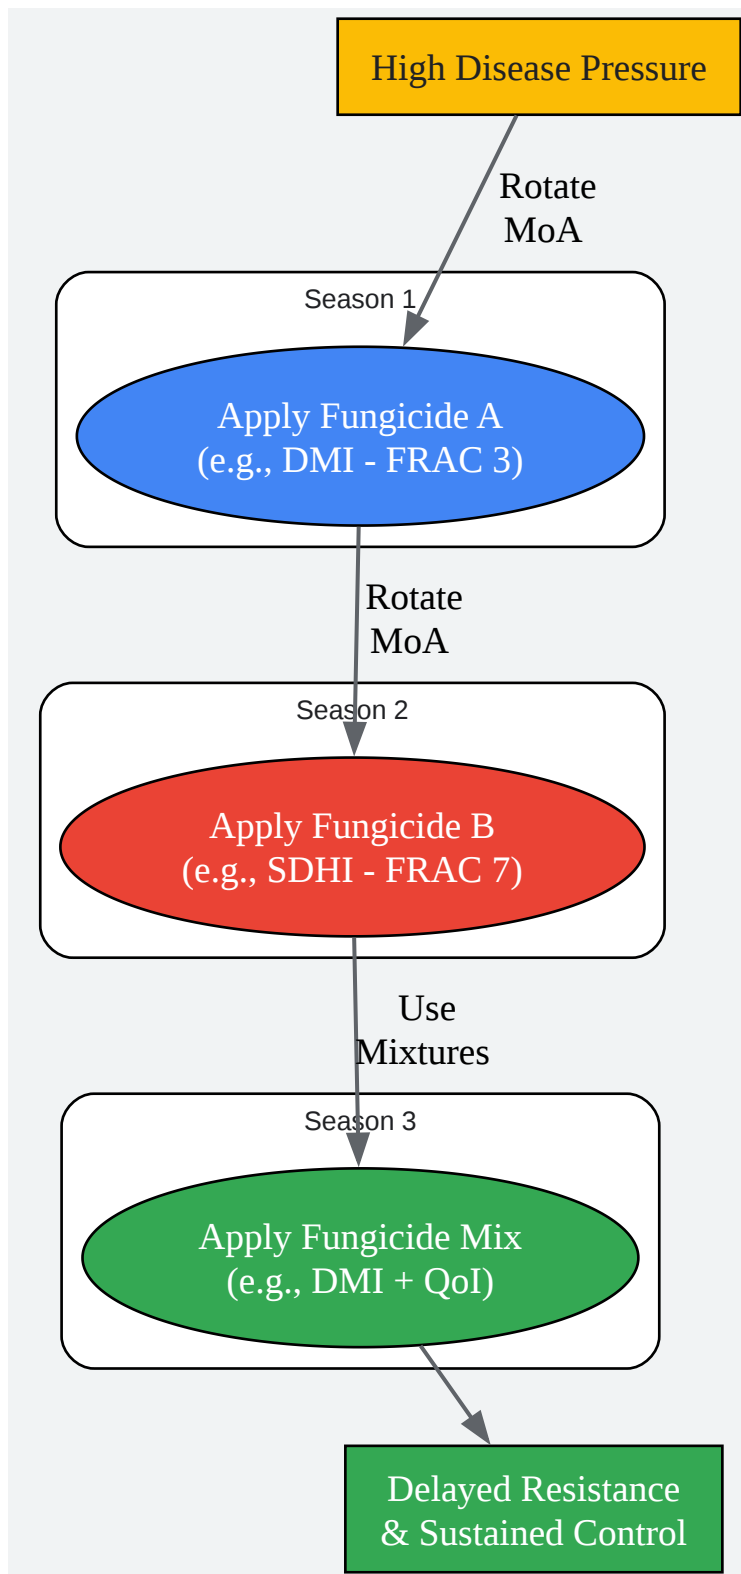 High Disease Pressure
Rotate
MoA
Season 1
Apply Fungicide A
(e.g., DMI - FRAC 3)
Rotate
MoA
Season 2
Apply Fungicide B
(e.g., SDHI - FRAC 7)
Use
Mixtures
Season 3
Apply Fungicide Mix
(e.g., DMI + QoI)
Delayed Resistance
& Sustained Control